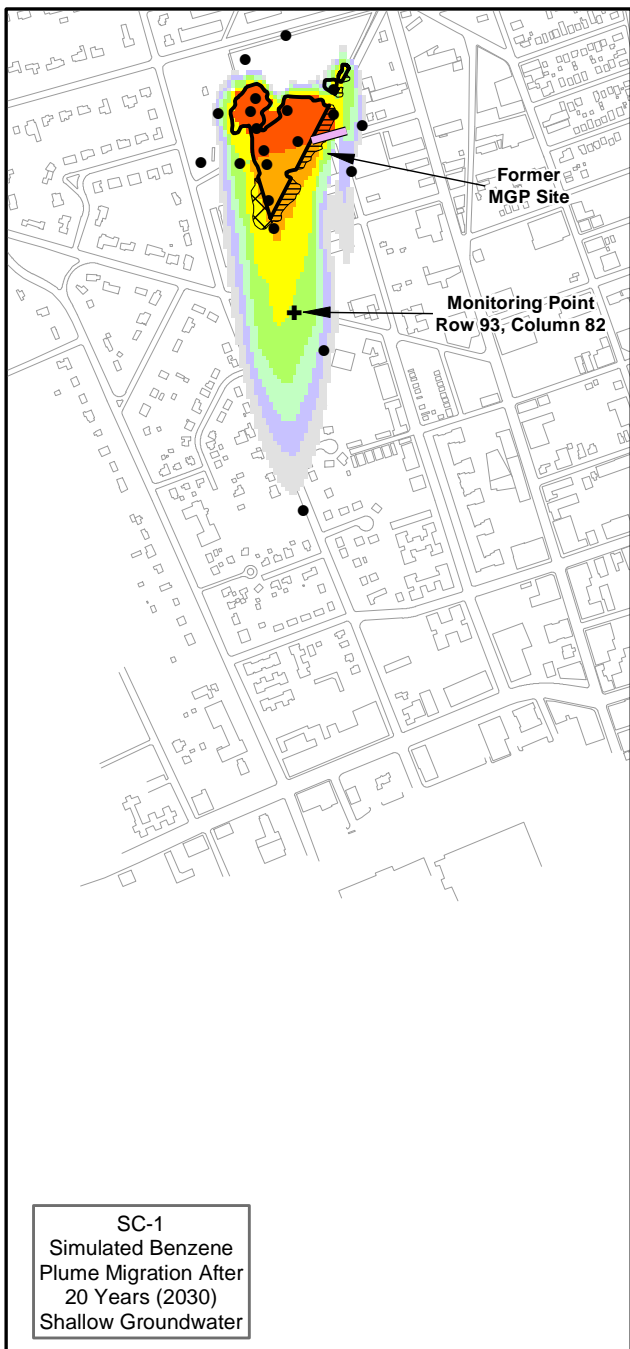 Former
MGP Site
Monitoring Point
Row 93, Column 82
SC-1
Simulated Benzene
Plume Migration After
20 Years (2030)
Shallow Groundwater